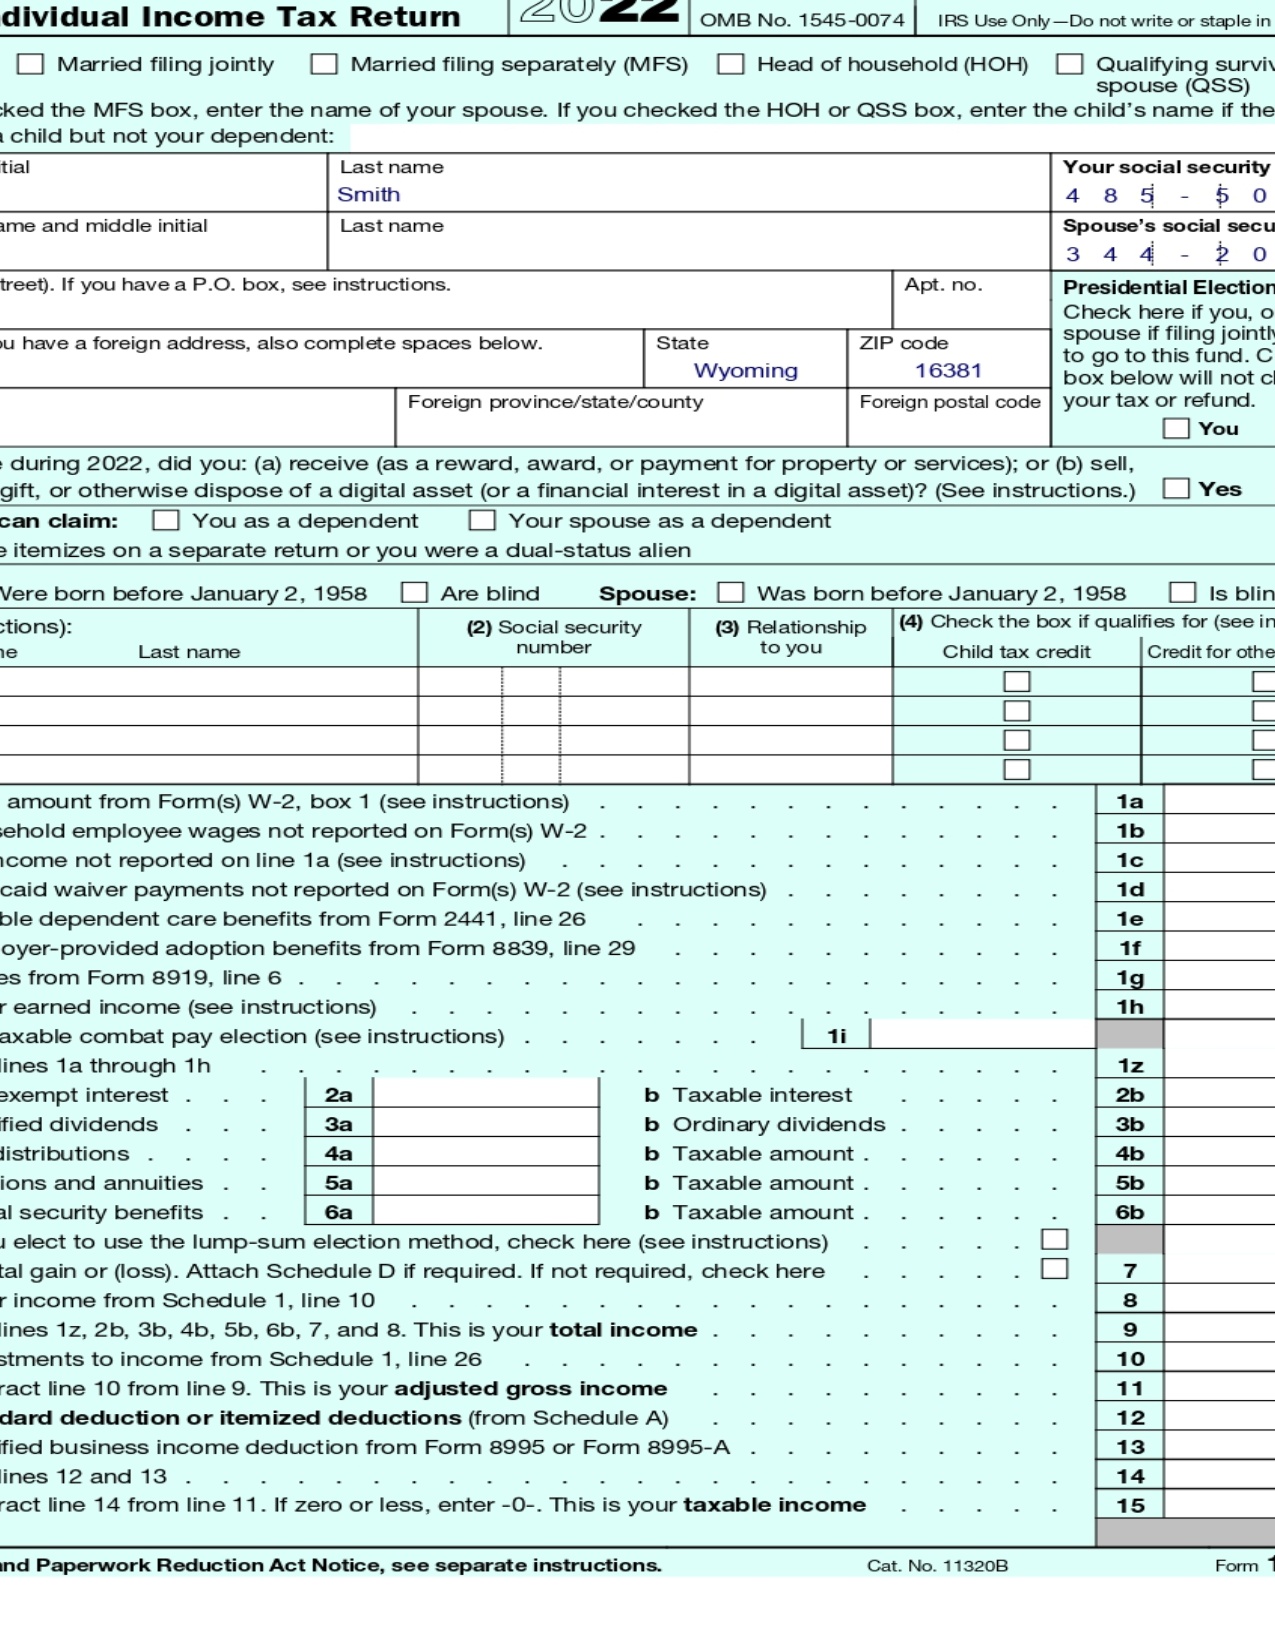 dividual Income Tax Return 2022 OMB No. 1545-0074 IRS Use Only—Do not write or staple in
Married filing jointly Married filing separately (MFS) Head of household (HOH) Qualifying surviv
spouse (QSS)
cked the MFS box, enter the name of your spouse. If you checked the HOH or QSS box, enter the child's name if the
a child but not your dependent:
itial Last name Your social security
Smith 4 8 5 - 5 0
ame and middle initial Last name Spouse's social secu
3 4 4 - 2 0
treet). If you have a P.O. box, see instructions. Apt. no. Presidential Election
Check here if you, o
spouse if filing jointly
to go to this fund. C
box below will not c
your tax or refund.
You
ou have a foreign address, also complete spaces below. State ZIP code
Wyoming 16381
Foreign province/state/county Foreign postal code
e during 2022, did you: (a) receive (as a reward, award, or payment for property or services); or (b) sell,
gift, or otherwise dispose of a digital asset (or a financial interest in a digital asset)? (See instructions.) Yes
can claim: You as a dependent Your spouse as a dependent
e itemizes on a separate return or you were a dual-status alien
Were born before January 2, 1958 Are blind Spouse: Was born before January 2, 1958 Is blin
ctions): (2) Social security number (3) Relationship to you (4) Check the box if qualifies for (see in
me Last name Child tax credit Credit for othe
amount from Form(s) W-2, box 1 (see instructions) . . . . . . . . . . . . . 1a
sehold employee wages not reported on Form(s) W-2 . . . . . . . . . . . . . 1b
ncome not reported on line 1a (see instructions) . . . . . . . . . . . . . . 1c
caid waiver payments not reported on Form(s) W-2 (see instructions) . . . . . . . . 1d
ble dependent care benefits from Form 2441, line 26 . . . . . . . . . . . . 1e
oyer-provided adoption benefits from Form 8839, line 29 . . . . . . . . . . . 1f
es from Form 8919, line 6 . . . . . . . . . . . . . . . . . . . . . 1g
r earned income (see instructions) . . . . . . . . . . . . . . . . . . 1h
taxable combat pay election (see instructions) . . . . . . . 1i
lines 1a through 1h . . . . . . . . . . . . . . . . . . . . . . 1z
exempt interest . . . 2a b Taxable interest . . . . . 2b
ified dividends . . . 3a b Ordinary dividends . . . . . 3b
distributions . . . . 4a b Taxable amount . . . . . . 4b
ions and annuities . . 5a b Taxable amount . . . . . . 5b
al security benefits . . 6a b Taxable amount . . . . . . 6b
u elect to use the lump-sum election method, check here (see instructions) . . . . .
tal gain or (loss). Attach Schedule D if required. If not required, check here . . . . . 7
r income from Schedule 1, line 10 . . . . . . . . . . . . . . . . . . 8
lines 1z, 2b, 3b, 4b, 5b, 6b, 7, and 8. This is your total income . . . . . . . . . . 9
stments to income from Schedule 1, line 26 . . . . . . . . . . . . . . . 10
ract line 10 from line 9. This is your adjusted gross income . . . . . . . . . . 11
dard deduction or itemized deductions (from Schedule A) . . . . . . . . . . 12
ified business income deduction from Form 8995 or Form 8995-A . . . . . . . . . 13
lines 12 and 13 . . . . . . . . . . . . . . . . . . . . . . . . 14
ract line 14 from line 11. If zero or less, enter -0-. This is your taxable income . . . . . 15
and Paperwork Reduction Act Notice, see separate instructions. Cat. No. 11320B Form 1